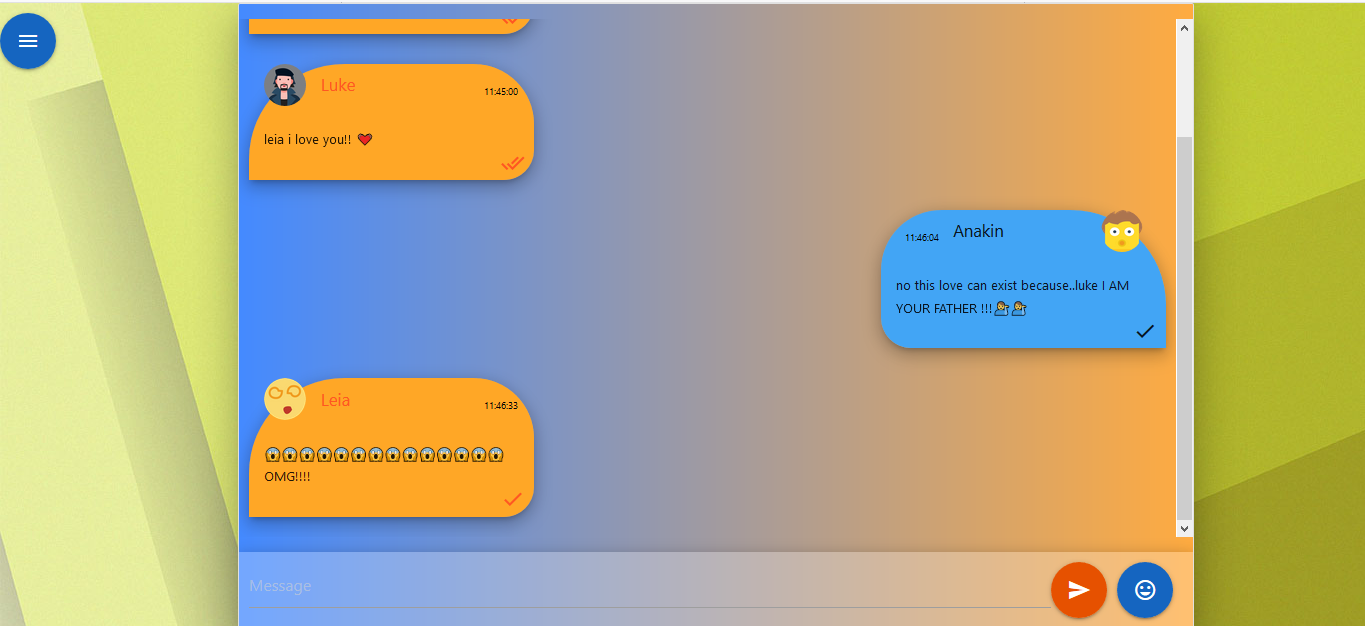 Luke
11:45:00
leia i love you!! ❤
11:46:04 Anakin
no this love can exist because..luke I AM
YOUR FATHER !!!
Leia
11:46:33
😱😱😱😱😱😱😱😱😱😱😱😱😱😱
OMG!!!!
Message